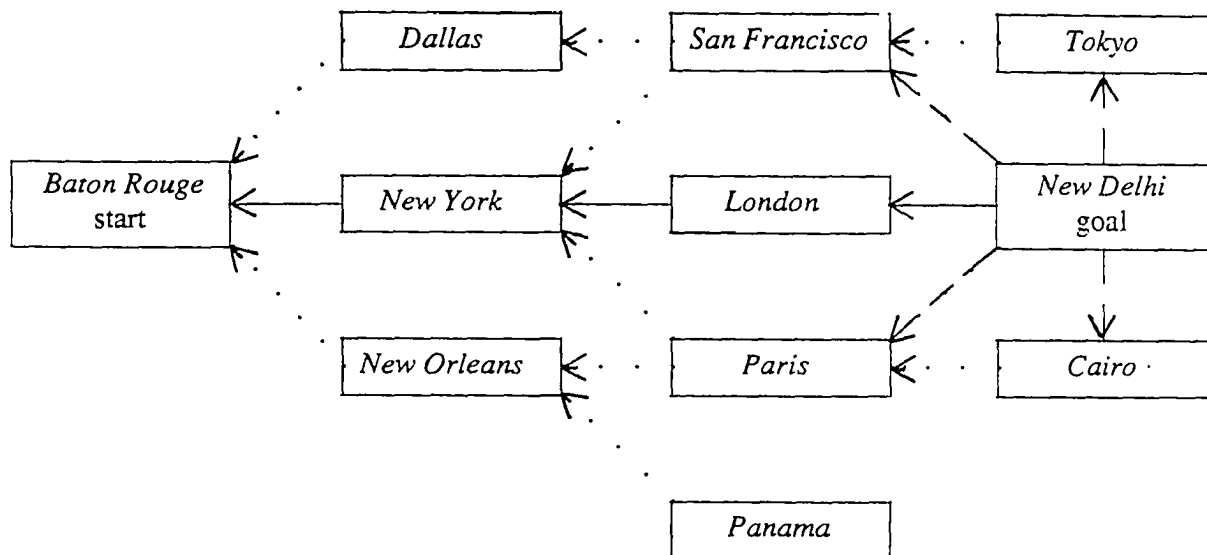 Dallas
San Francisco
Tokyo
Baton Rouge
start
New York
London
New Delhi
goal
New Orleans
Paris
Cairo
Panama